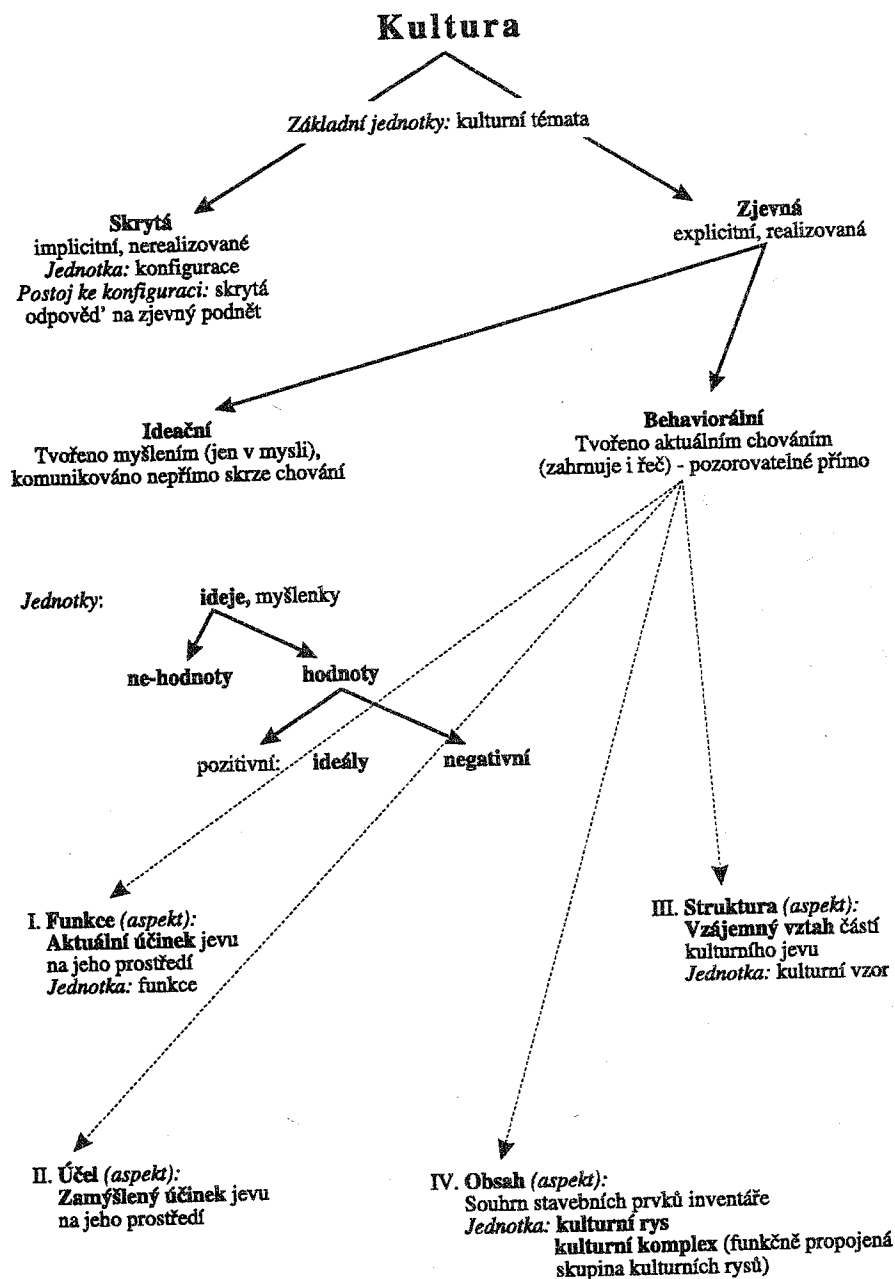 Kultura
Základní jednotky: kulturní témata
Skrytá
implicitní, nerealizované
Jednotka: konfigurace
Postoj ke konfiguraci: skrytá
odpověď' na zjevný podnět
Zjevná
explicitní, realizovaná
Ideační
Tvořeno myšlením (jen v mysli),
komunikováno nepřímo skrze chování
Behaviorální
Tvořeno aktuálním chováním
(zahrnuje i řeč) - pozorovatelné přímo
Jednotky: ideje, myšlenky
ne-hodnoty hodnoty
pozitivní: ideály negativní
I. Funkce (aspekt):
Aktuální účinek jevu
na jeho prostředí
Jednotka: funkce
III. Struktura (aspekt):
Vzájemný vztah částí
kulturního jevu
Jednotka: kulturní vzor
II. Účel (aspekt):
Zamýšlený účinek jevu
na jeho prostředí
IV. Obsah (aspekt):
Souhrn stavebních prvků inventáře
Jednotka: kulturní rys
kulturní komplex (funkčně propojená
skupina kulturních rysů)